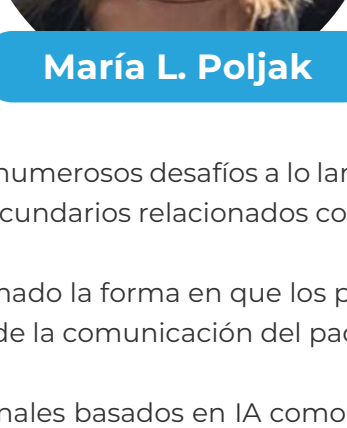 María L. Poljak
numerosos desafíos a lo lar
cundarios relacionados co
nado la forma en que los p
de la comunicación del pac
nales basados en IA como